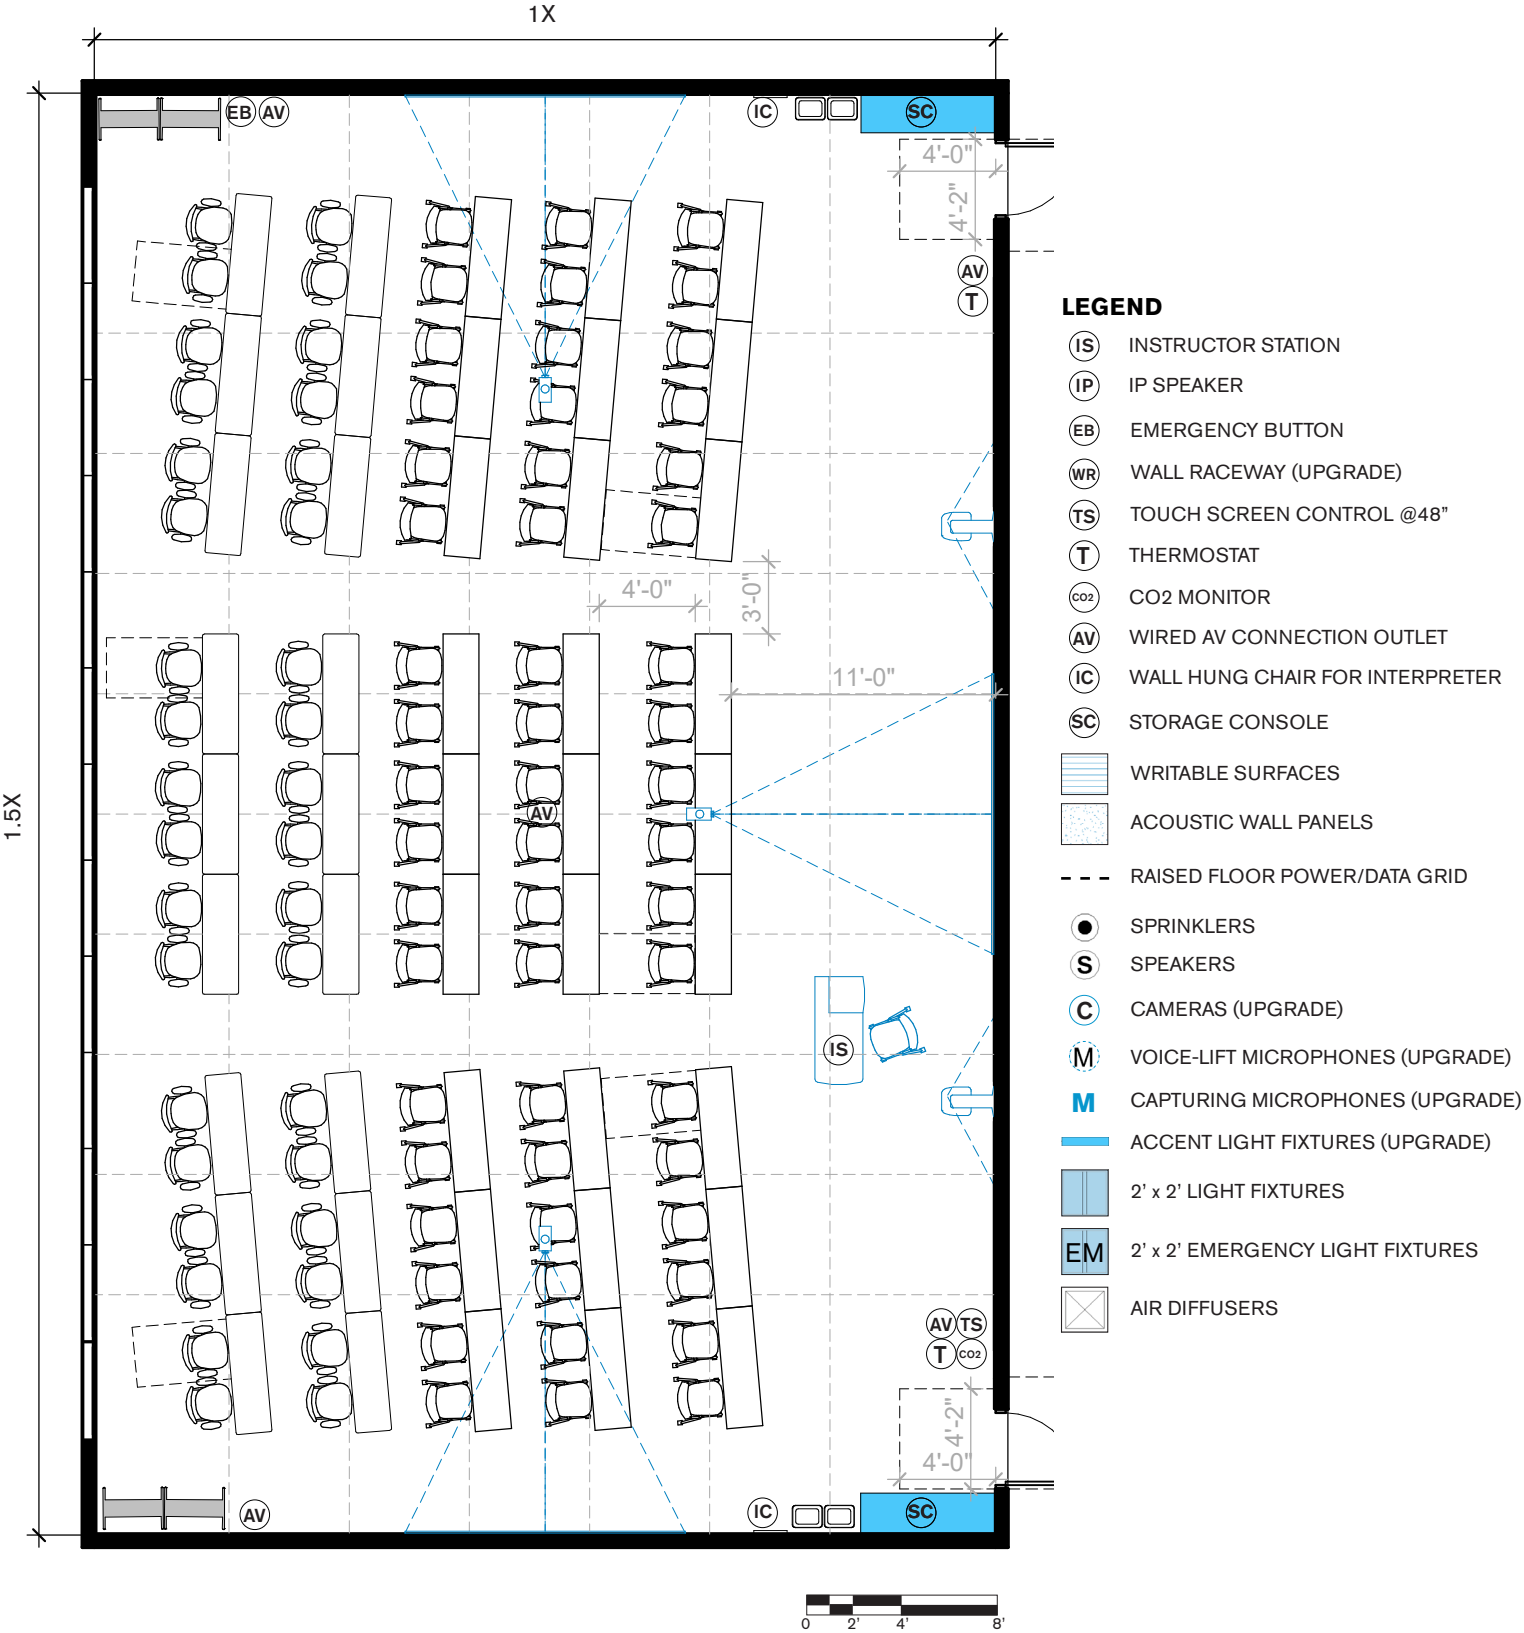 1X
EB AV IC SC
4'-0"
4'-2"
AV
T
4'-0"
3'-0"
11'-0"
1.5X
AV
IS
AV TS
T CO2
4'-2"
4'-0"
AV IC SC
0 2' 4' 8'
LEGEND
IS INSTRUCTOR STATION
IP IP SPEAKER
EB EMERGENCY BUTTON
WR WALL RACEWAY (UPGRADE)
TS TOUCH SCREEN CONTROL @48”
T THERMOSTAT
CO2 CO2 MONITOR
AV WIRED AV CONNECTION OUTLET
IC WALL HUNG CHAIR FOR INTERPRETER
SC STORAGE CONSOLE
WRITABLE SURFACES
ACOUSTIC WALL PANELS
RAISED FLOOR POWER/DATA GRID
SPRINKLERS
S SPEAKERS
C CAMERAS (UPGRADE)
M VOICE-LIFT MICROPHONES (UPGRADE)
M CAPTURING MICROPHONES (UPGRADE)
ACCENT LIGHT FIXTURES (UPGRADE)
2’ x 2’ LIGHT FIXTURES
EM 2’ x 2’ EMERGENCY LIGHT FIXTURES
AIR DIFFUSERS